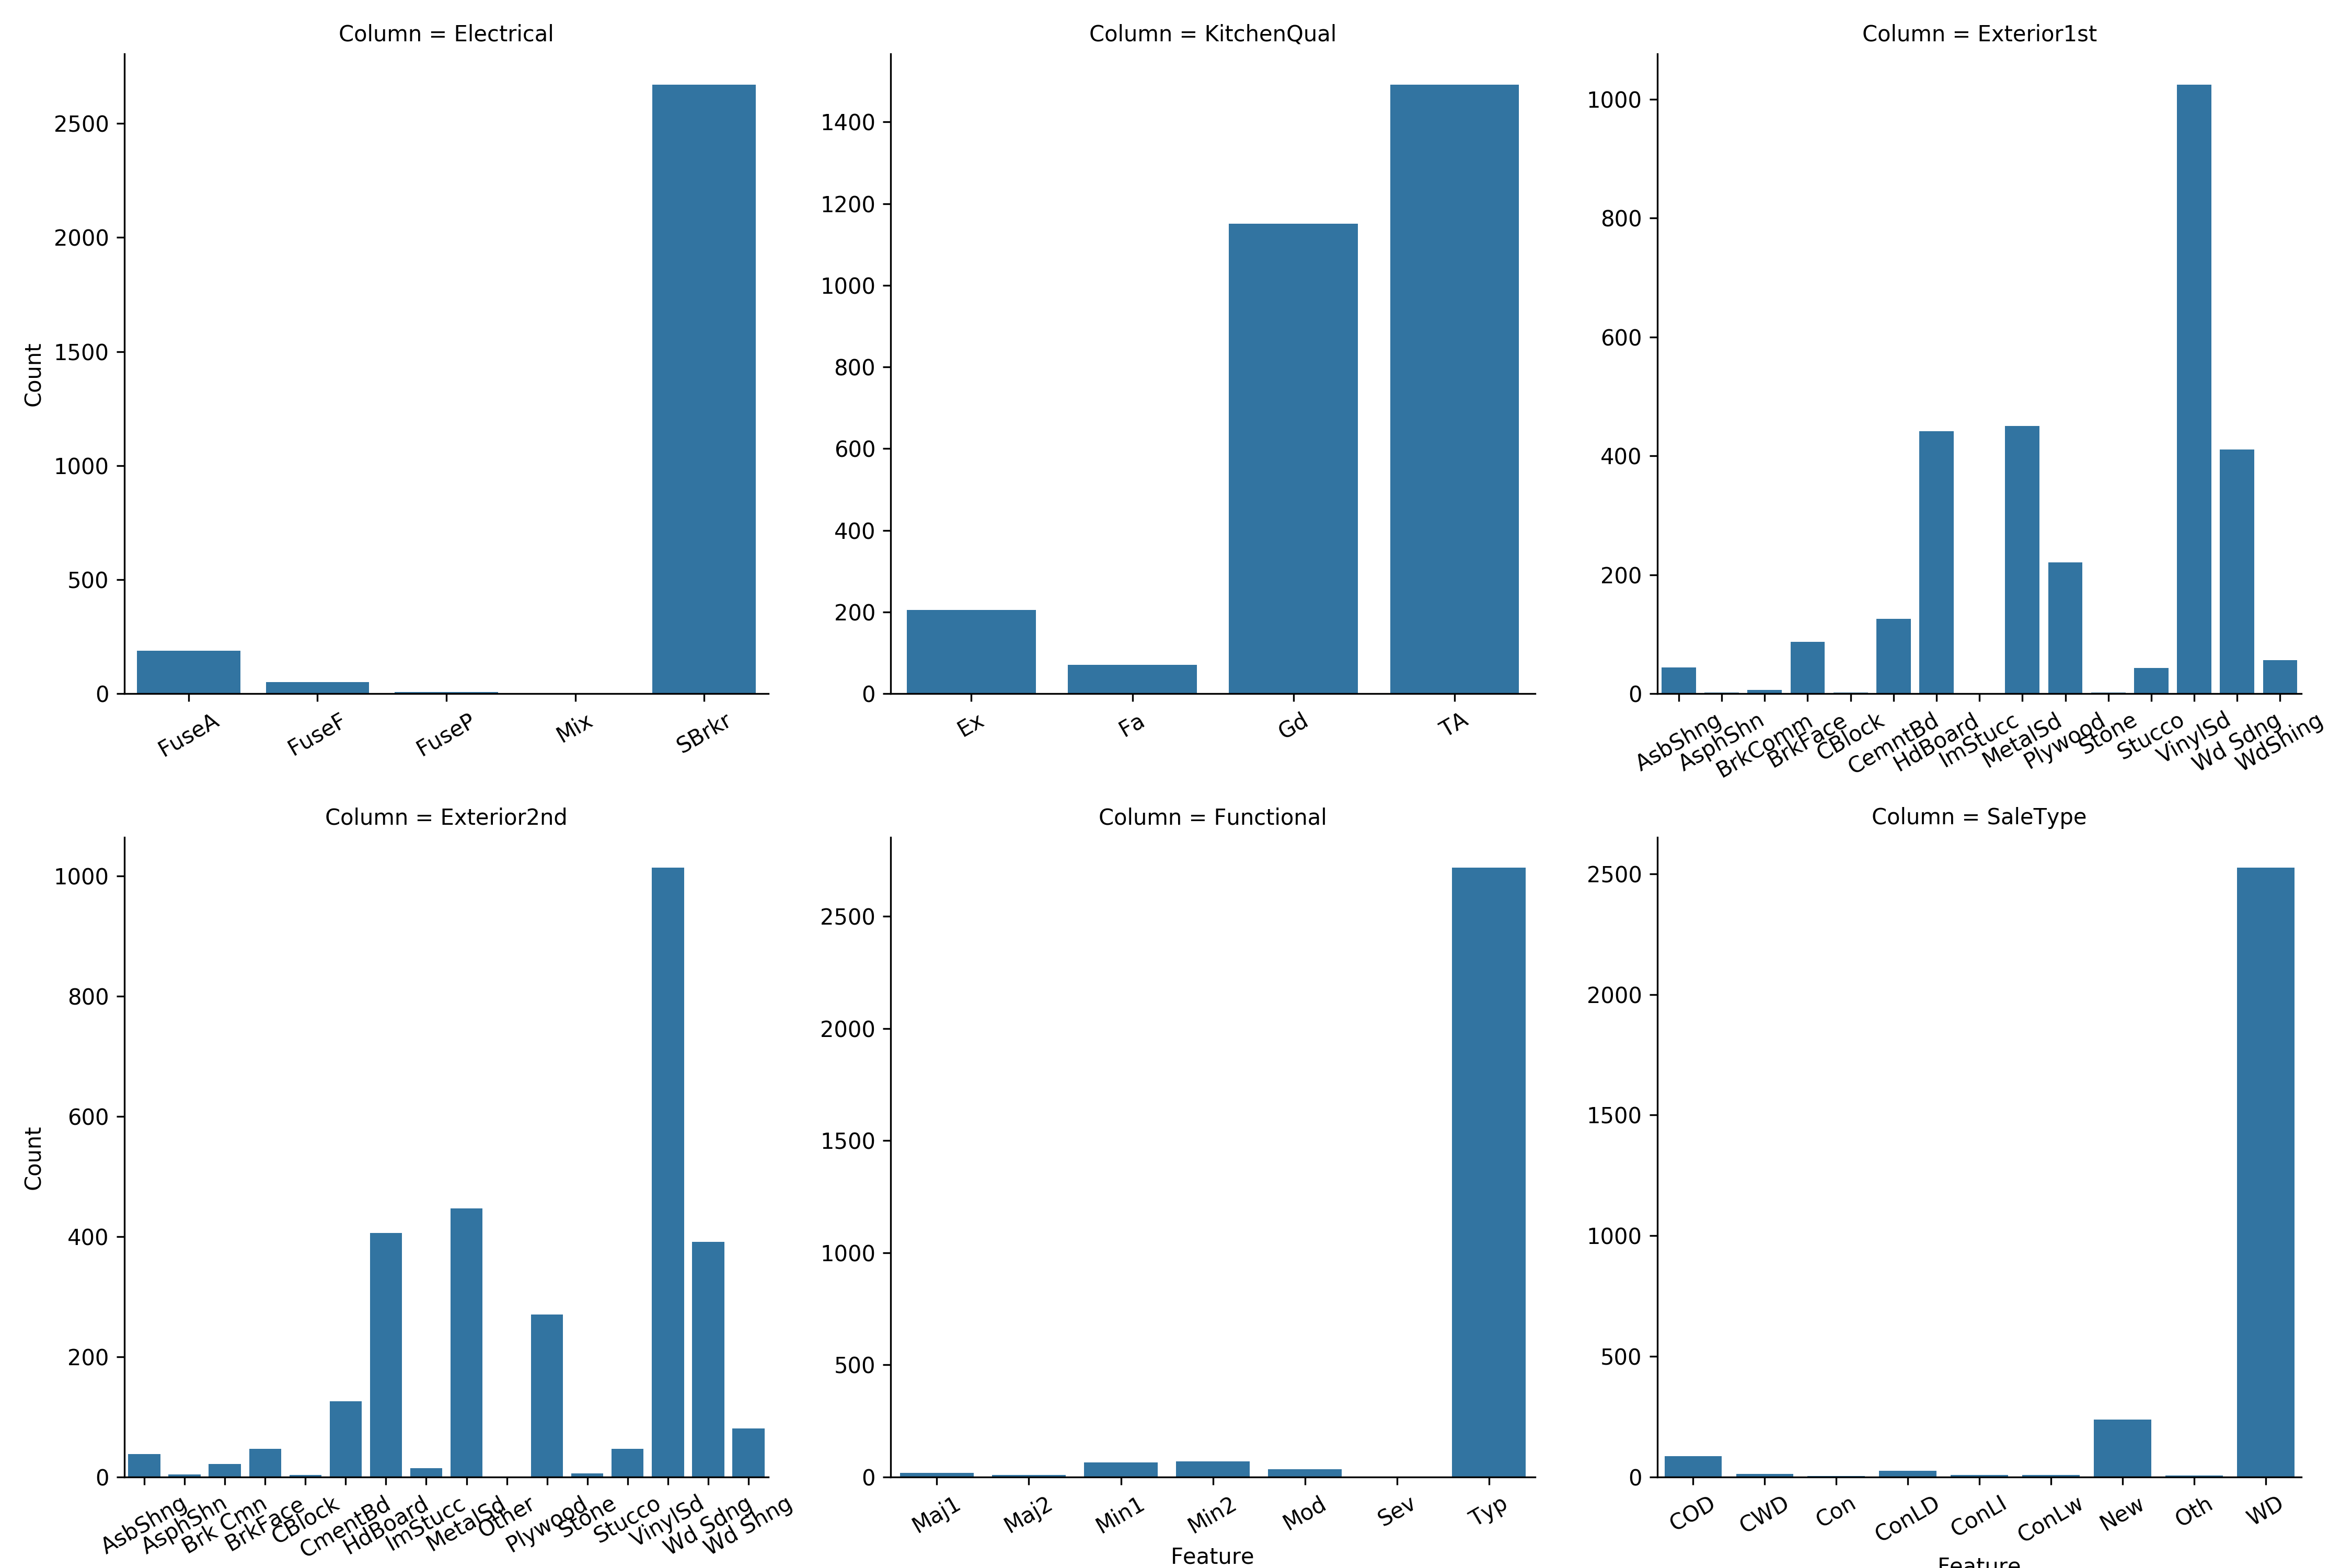 Column = Electrical
Count
2500
2000
1500
1000
500
0
FuseA FuseF FuseP Mix SBrkr
Column = KitchenQual
1400
1200
1000
800
600
400
200
0
Ex Fa Gd TA
Column = Exterior1st
1000
800
600
400
200
0
AsbShng AsphShn BrkComm BrkFace CBlock CemntBd HdBoard ImStucc MetalSd Plywood Stone Stucco VinylSd Wd Sdng WdShing
Column = Exterior2nd
Count
1000
800
600
400
200
0
AsbShng AsphShn Brk Cmn BrkFace CBlock CmentBd HdBoard ImStucc MetalSd Other Plywood Stone Stucco VinylSd Wd Sdng Wd Shng
Column = Functional
2500
2000
1500
1000
500
0
Maj1 Maj2 Min1 Min2 Mod Sev Typ
Feature
Column = SaleType
2500
2000
1500
1000
500
0
COD CWD Con ConLD ConLI ConLw New Oth WD
Feature